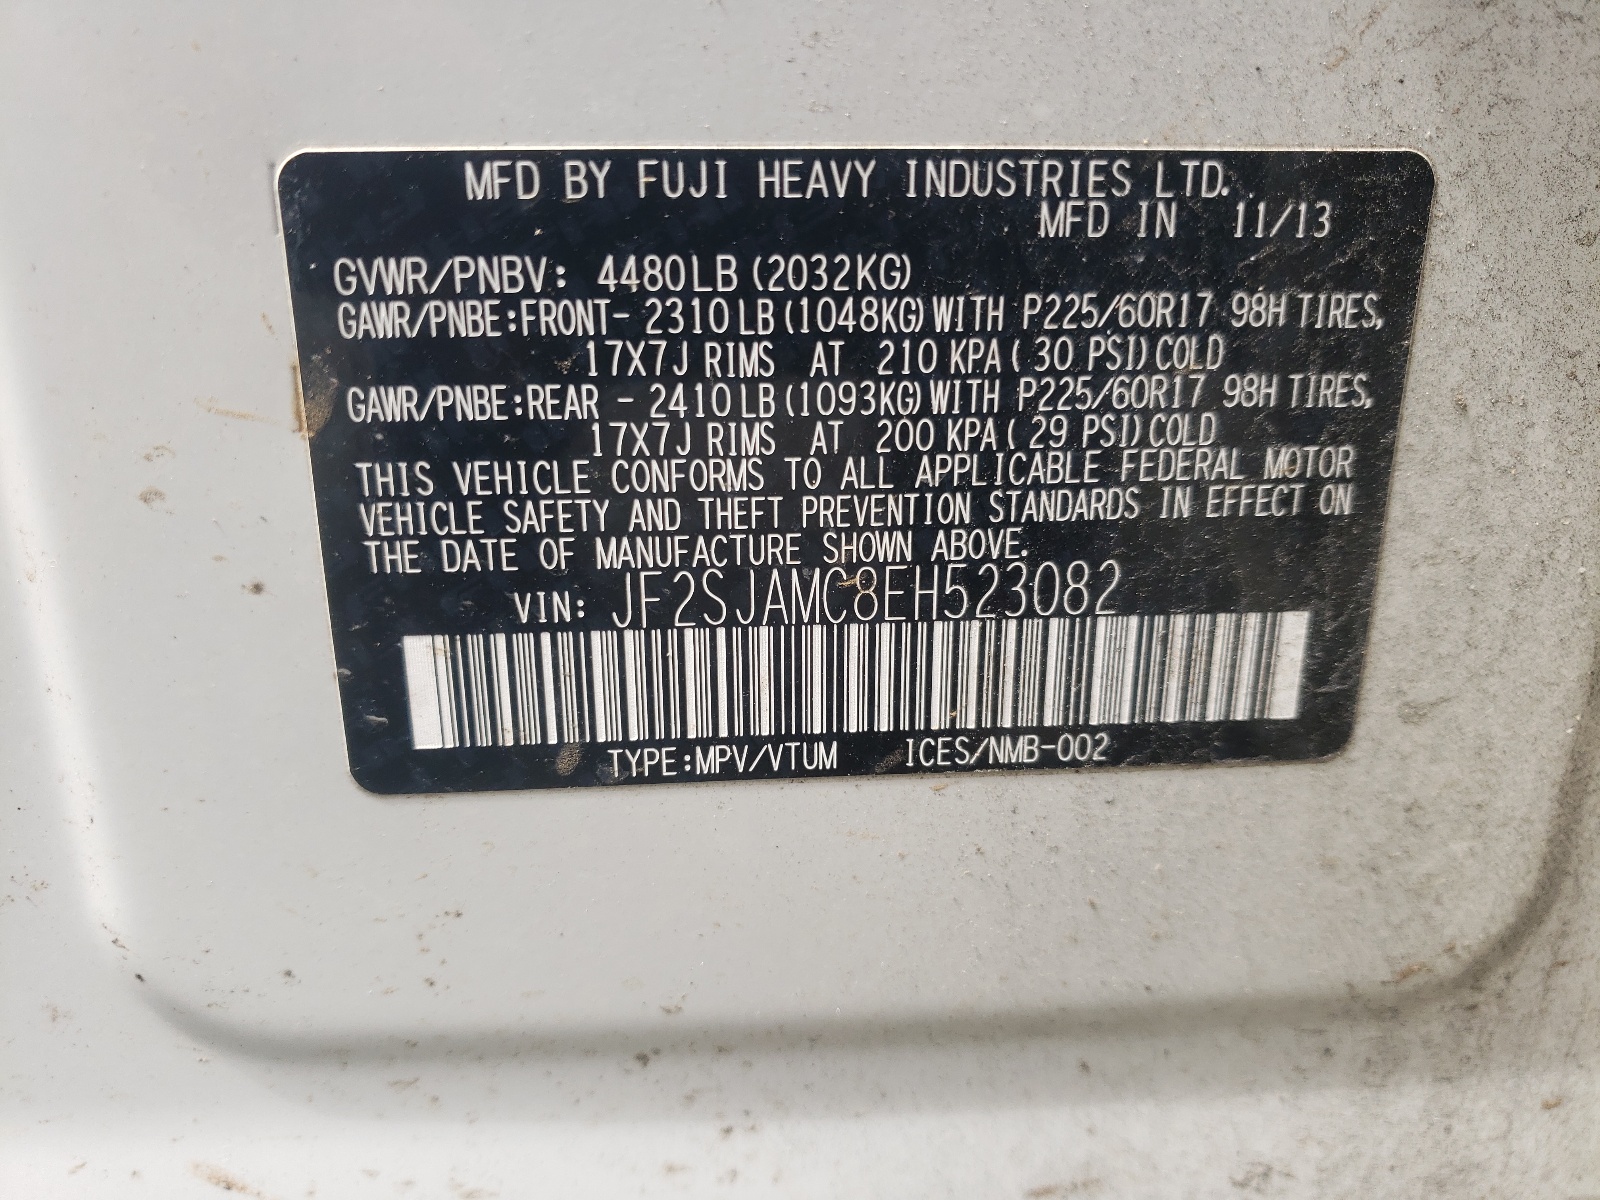 MFD BY FUJI HEAVY INDUSTRIES LTD.
MFD IN 11/13
GVWR/PNBV: 4480LB (2032KG)
GAWR/PNBE:FRONT- 2310LB(1048KG)WITH P225/60R17 98H TIRES,
17X7J RIMS AT 210 KPA( 30 PSI)COLD
GAWR/PNBE:REAR - 2410LB(1093KG)WITH P225/60R17 98H TIRES,
17X7J RIMS AT 200 KPA( 29 PSI)COLD
THIS VEHICLE CONFORMS TO ALL APPLICABLE FEDERAL MOTOR
VEHICLE SAFETY AND THEFT PREVENTION STANDARDS IN EFFECT ON
THE DATE OF MANUFACTURE SHOWN ABOVE.
VIN: JF2SJAMC8EH523082
TYPE:MPV/VTUM ICES/NMB-002